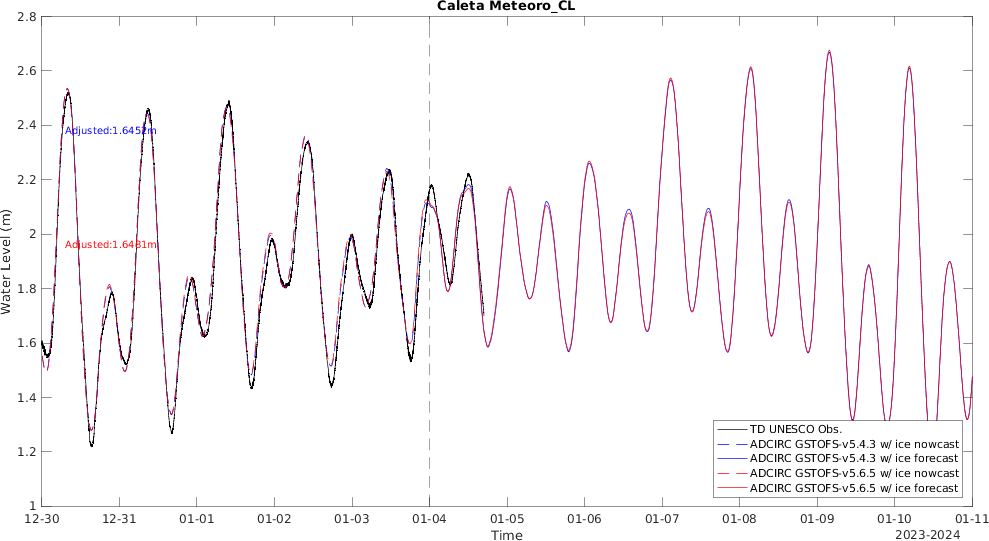 Caleta Meteoro_CL
Water Level (m)
2.8
2.6
2.4
2.2
2
1.8
1.6
1.4
1.2
1
Adjusted:1.6452m
Adjusted:1.6481m
TD UNESCO Obs.
ADCIRC GSTOFS-v5.4.3 w/ ice nowcast
ADCIRC GSTOFS-v5.4.3 w/ ice forecast
ADCIRC GSTOFS-v5.6.5 w/ ice nowcast
ADCIRC GSTOFS-v5.6.5 w/ ice forecast
12-30 12-31 01-01 01-02 01-03 01-04 01-05 01-06 01-07 01-08 01-09 01-10 01-11
Time
2023-2024